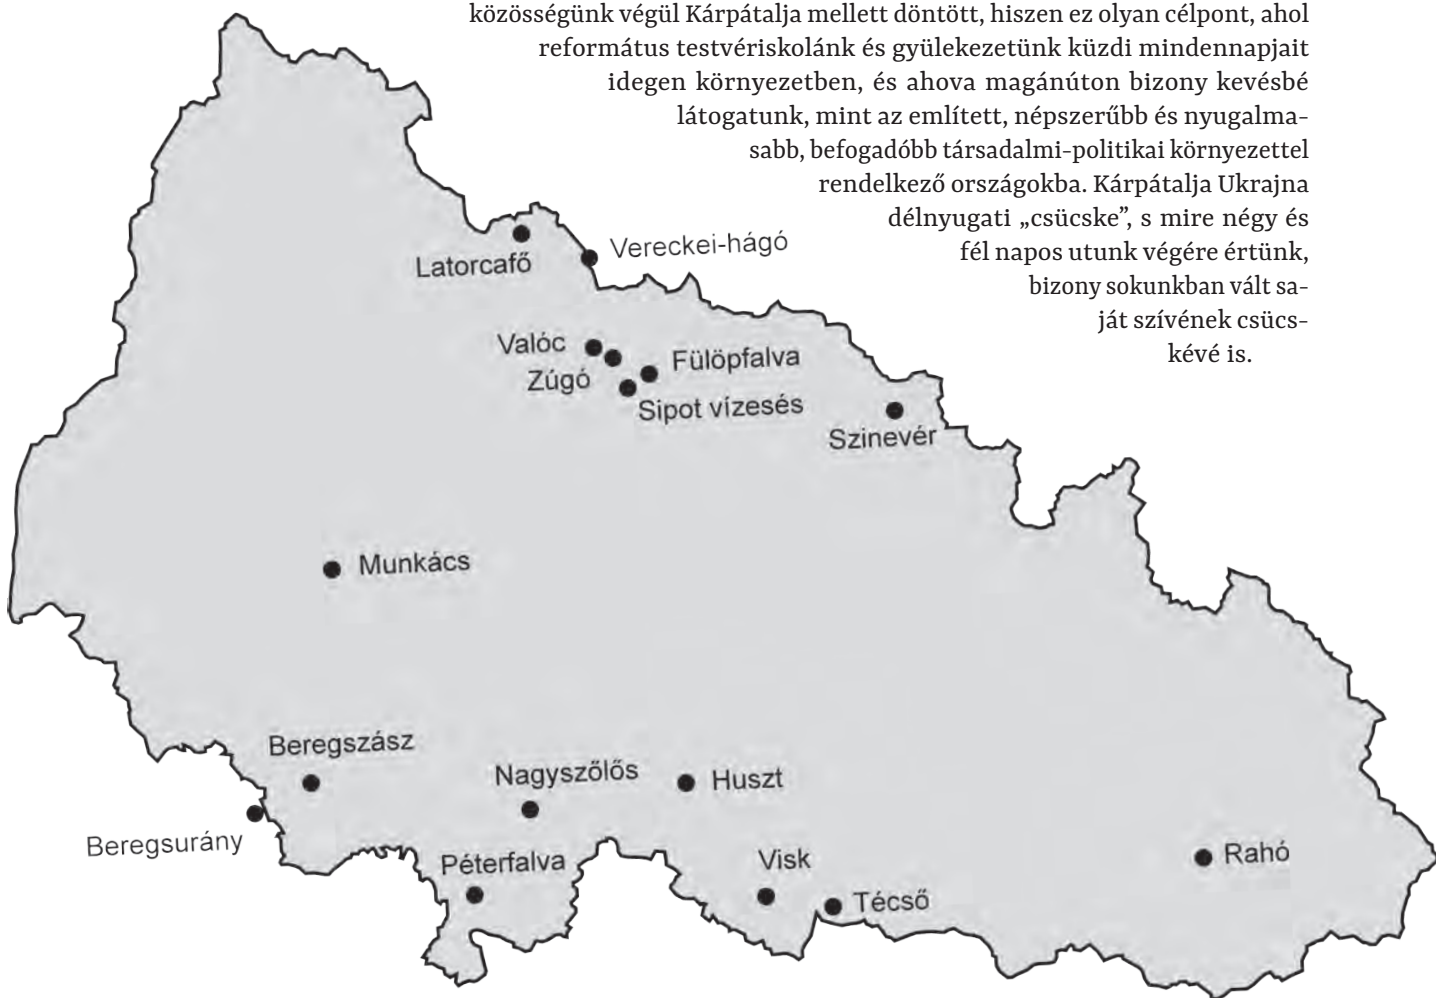 közösségünk végül Kárpátalja mellett döntött, hiszen ez olyan célpont, ahol
református testvériskolánk és gyülekezetünk küzdi mindennapjait
idegen környezetben, és ahova magánúton bizony kevésbé
látogatunk, mint az említett, népszerűbb és nyugalma-
sabb, befogadóbb társadalmi-politikai környezettel
rendelkező országokba. Kárpátalja Ukrajna
délnyugati „csücske”, s mire négy és
fél napos utunk végére értünk,
bizony sokunkban vált sa-
ját szívének csücs-
kévé is.
Latorcafő
Vereckei-hágó
Valóc
Zúgó
Fülöpfalva
Sipot vízesés
Szinevér
Munkács
Beregszász
Beregsurány
Nagyszőlős
Huszt
Péterfalva
Visk
Técső
Rahó